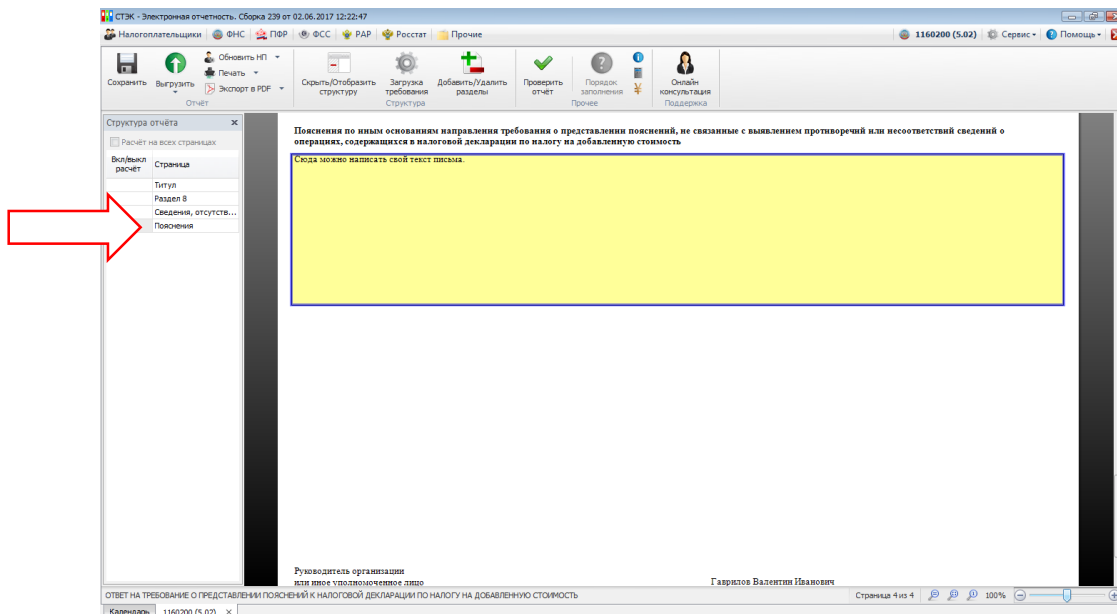 СТЭК - Электронная отчетность. Сборка 239 от 02.06.2017 12:22:47
Налогоплательщики ФНС ПФР ФСС РАР Росстат Прочие 1160200 (5.02) Сервис Помощь
Сохранить Выгрузить Обновить НП Печать Экспорт в PDF
Отчёт
Скрыть/Отобразить структуру Загрузка требования Добавить/Удалить разделы
Структура
Проверить отчёт Порядок заполнения
Прочее
Онлайн консультация
Поддержка
Структура отчёта
Расчёт на всех страницах
Вкл/выкл расчёт Страница
Титул
Раздел 8
Сведения, отсутств...
Пояснения
Пояснения по иным основаниям направления требования о представлении пояснений, не связанные с выявлением противоречий или несоответствий сведений о
операциях, содержащихся в налоговой декларации по налогу на добавленную стоимость
Сюда можно написать свой текст письма.
Руководитель организации
или иное уполномоченное лицо Гаврилов Валентин Иванович
ОТВЕТ НА ТРЕБОВАНИЕ О ПРЕДСТАВЛЕНИИ ПОЯСНЕНИЙ К НАЛОГОВОЙ ДЕКЛАРАЦИИ ПО НАЛОГУ НА ДОБАВЛЕННУЮ СТОИМОСТЬ Страница 4 из 4 100%
Календарь 1160200 (5.02)